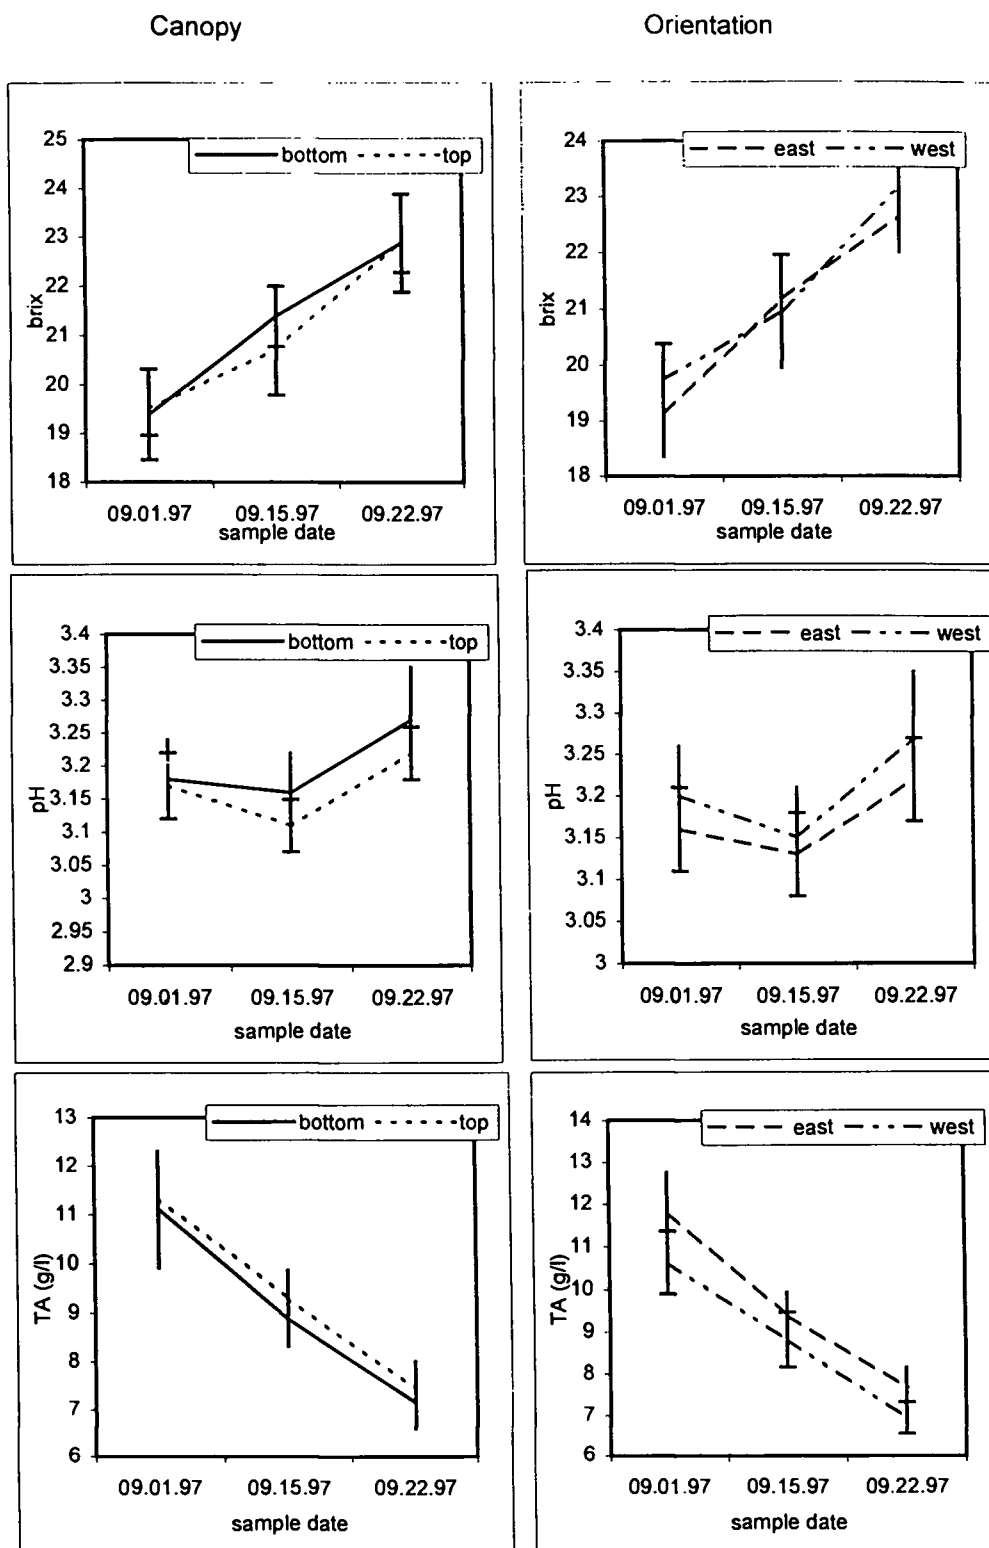 Canopy
Orientation
bottom top
25
24
23
22
21
20
19
18
brix
09.01.97 09.15.97 09.22.97
sample date
east west
24
23
22
21
20
19
18
brix
09.01.97 09.15.97 09.22.97
sample date
bottom top
3.4
3.35
3.3
3.25
3.2
3.15
3.1
3.05
3
2.95
2.9
pH
09.01.97 09.15.97 09.22.97
sample date
east west
3.4
3.35
3.3
3.25
3.2
3.15
3.1
3.05
3
pH
09.01.97 09.15.97 09.22.97
sample date
bottom top
13
12
11
10
9
8
7
6
TA (g/l)
09.01.97 09.15.97 09.22.97
sample date
east west
14
13
12
11
10
9
8
7
6
TA (g/l)
09.01.97 09.15.97 09.22.97
sample date